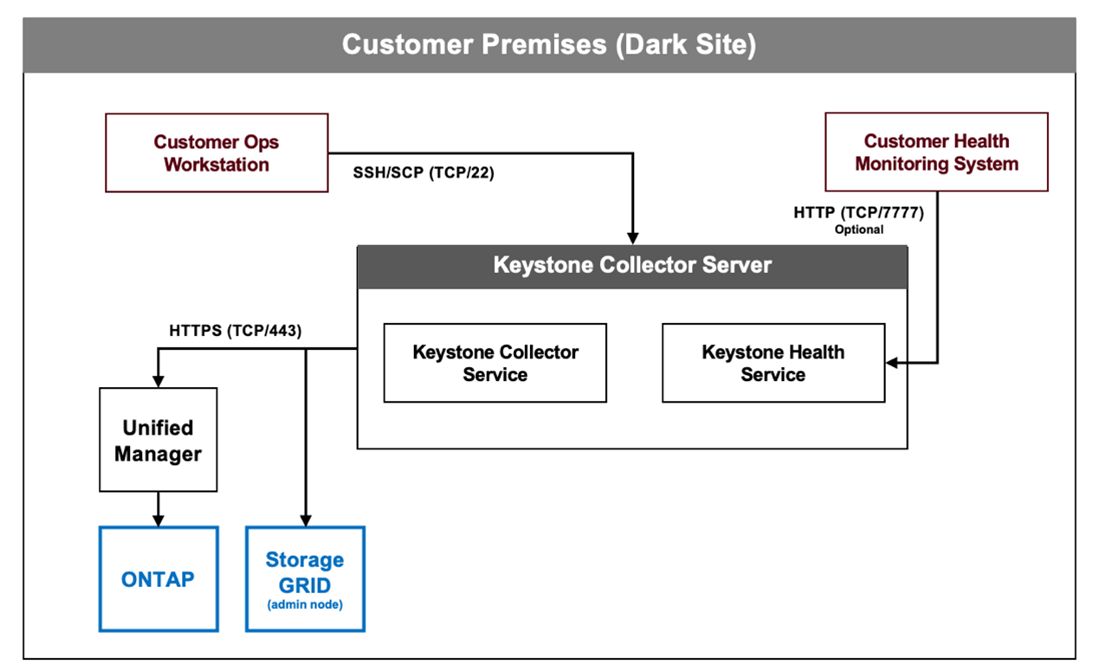 Customer Premises (Dark Site)
Customer Ops
Workstation
SSH/SCP (TCP/22)
Customer Health
Monitoring System
HTTP (TCP/7777)
Optional
Keystone Collector Server
Keystone Collector
Service
Keystone Health
Service
HTTPS (TCP/443)
Unified
Manager
ONTAP
Storage
GRID
(admin node)